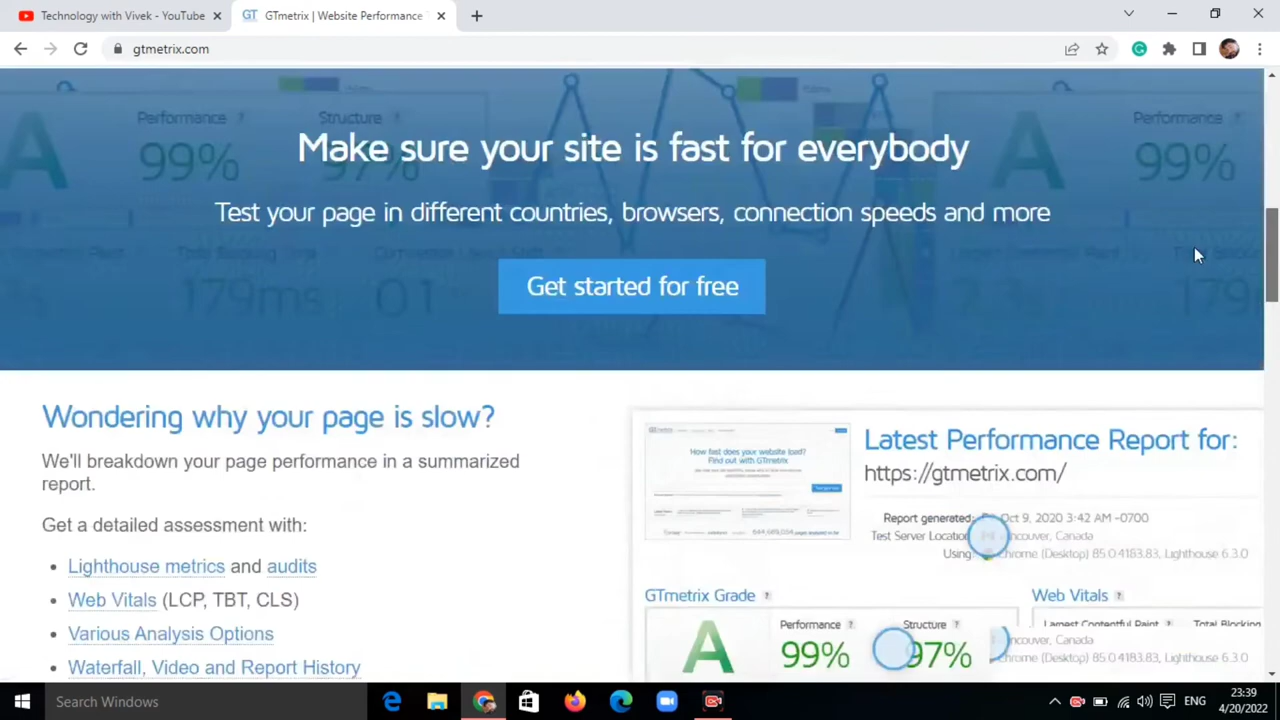 Technology with Vivek - YouTube
GT GTmetrix | Website Performance
gtmetrix.com
Performance ? Structure ? Performance ?
A 99% 97% A 99%
179ms 0.1 179
Make sure your site is fast for everybody
Test your page in different countries, browsers, connection speeds and more
Get started for free
Wondering why your page is slow?
We'll breakdown your page performance in a summarized
report.
Get a detailed assessment with:
• Lighthouse metrics and audits
• Web Vitals (LCP, TBT, CLS)
• Various Analysis Options
• Waterfall, Video and Report History
How fast does your website load?
Find out with GTmetrix
Latest Performance Report for:
https://gtmetrix.com/
Report generated: Oct 9, 2020 3:42 AM -0700
Test Server Location: ancouver, Canada
Using: Chrome (Desktop) 85.0.4183.83, Lighthouse 6.3.0
GTmetrix Grade ?
Web Vitals ?
Performance ? Structure ?
A 99% 97%
Largest Contentful Paint ? Total Blocking
ancouver, Canada
hrome (Desktop) 85.0.4183.83, Lighthouse 6.3.0
Search Windows
ENG
23:39
4/20/2022